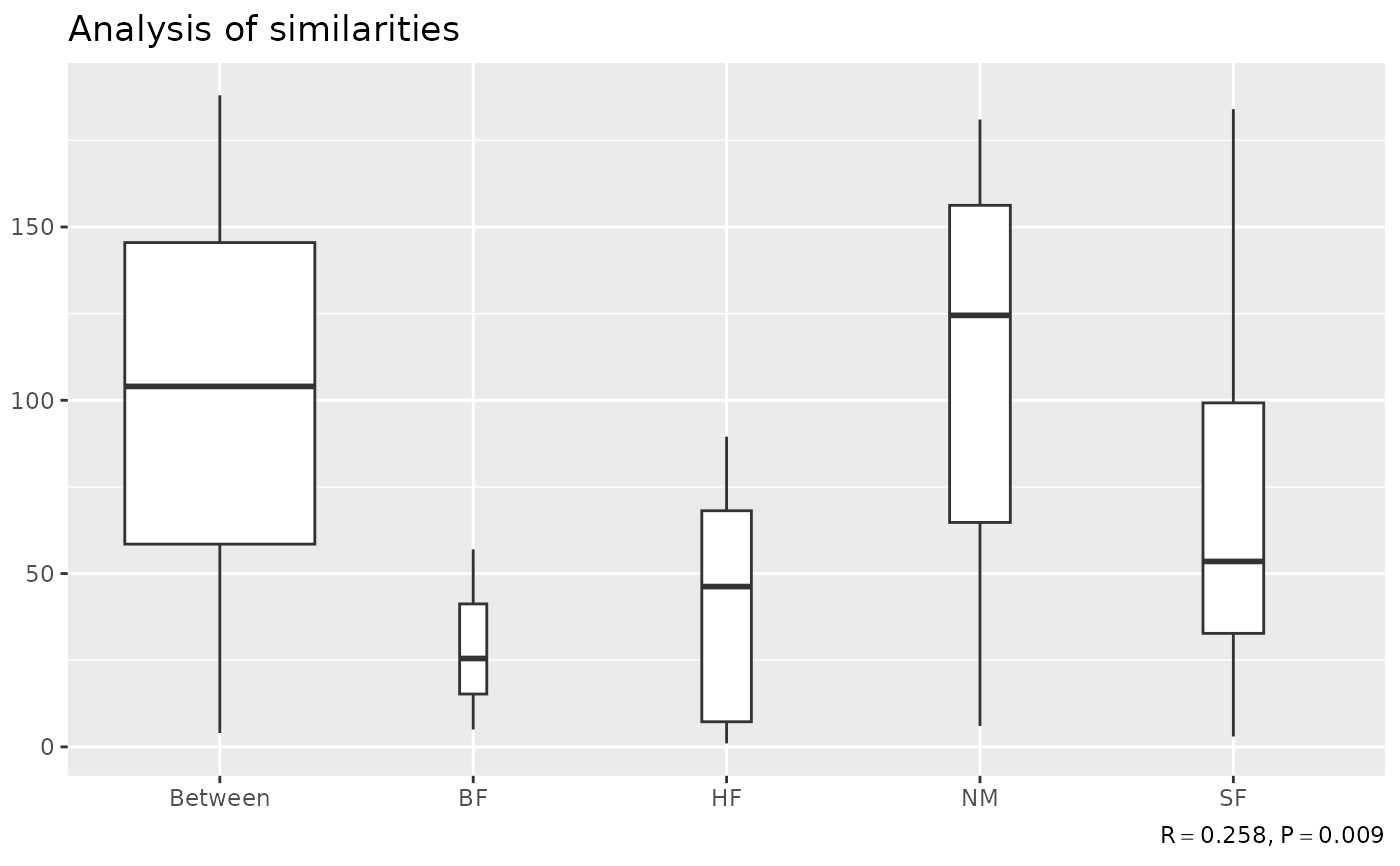 Analysis of similarities
150
100
50
0
Between BF HF NM SF
R = 0.258, P = 0.009